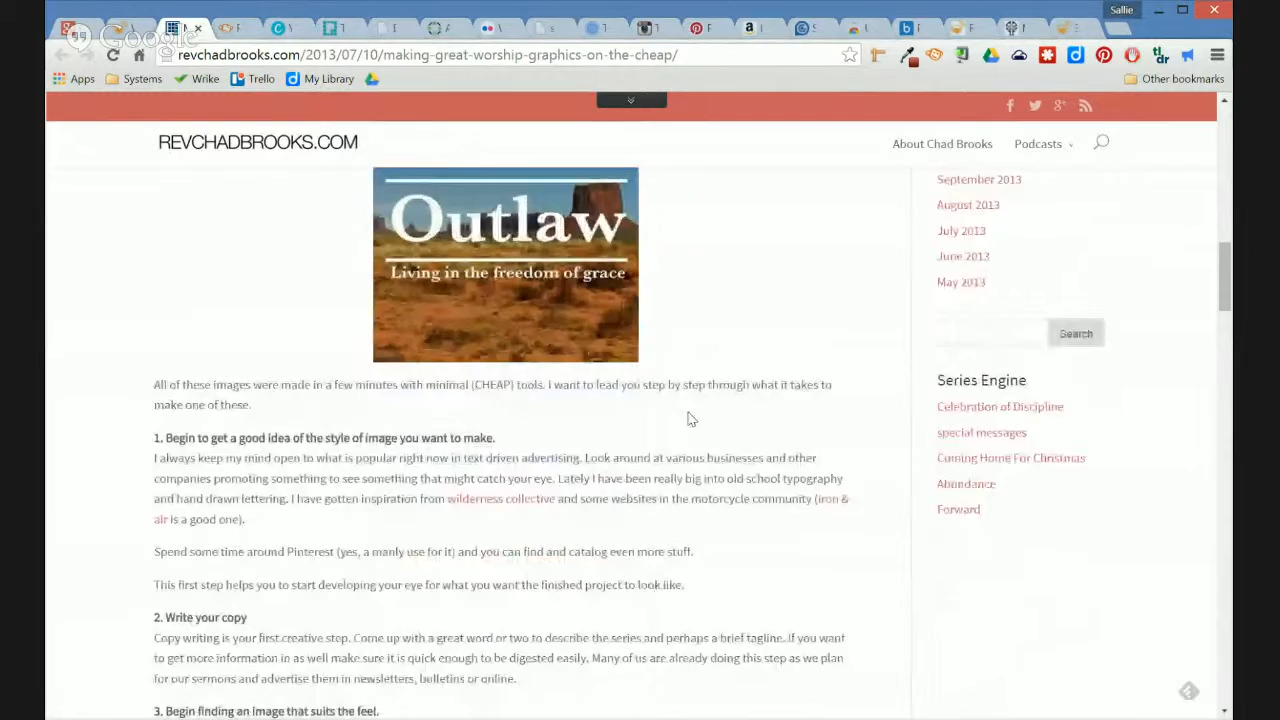 Sallie
Google
revchadbrooks.com/2013/07/10/making-great-worship-graphics-on-the-cheap/
Apps Systems Wrike Trello My Library Other bookmarks
REVCHADBROOKS.COM
About Chad Brooks Podcasts
Outlaw
Living in the freedom of grace
All of these images were made in a few minutes with minimal (CHEAP) tools. I want to lead you step by step through what it takes to
make one of these.
1. Begin to get a good idea of the style of image you want to make.
I always keep my mind open to what is popular right now in text driven advertising. Look around at various businesses and other
companies promoting something to see something that might catch your eye. Lately I have been really big into old school typography
and hand drawn lettering. I have gotten inspiration from wilderness collective and some websites in the motorcycle community (iron &
air is a good one).
Spend some time around Pinterest (yes, a manly use for it) and you can find and catalog even more stuff.
This first step helps you to start developing your eye for what you want the finished project to look like.
2. Write your copy
Copy writing is your first creative step. Come up with a great word or two to describe the series and perhaps a brief tagline. If you want
to get more information in as well make sure it is quick enough to be digested easily. Many of us are already doing this step as we plan
for our sermons and advertise them in newsletters, bulletins or online.
3. Begin finding an image that suits the feel.
September 2013
August 2013
July 2013
June 2013
May 2013
Search
Series Engine
Celebration of Discipline
special messages
Coming Home For Christmas
Abundance
Forward